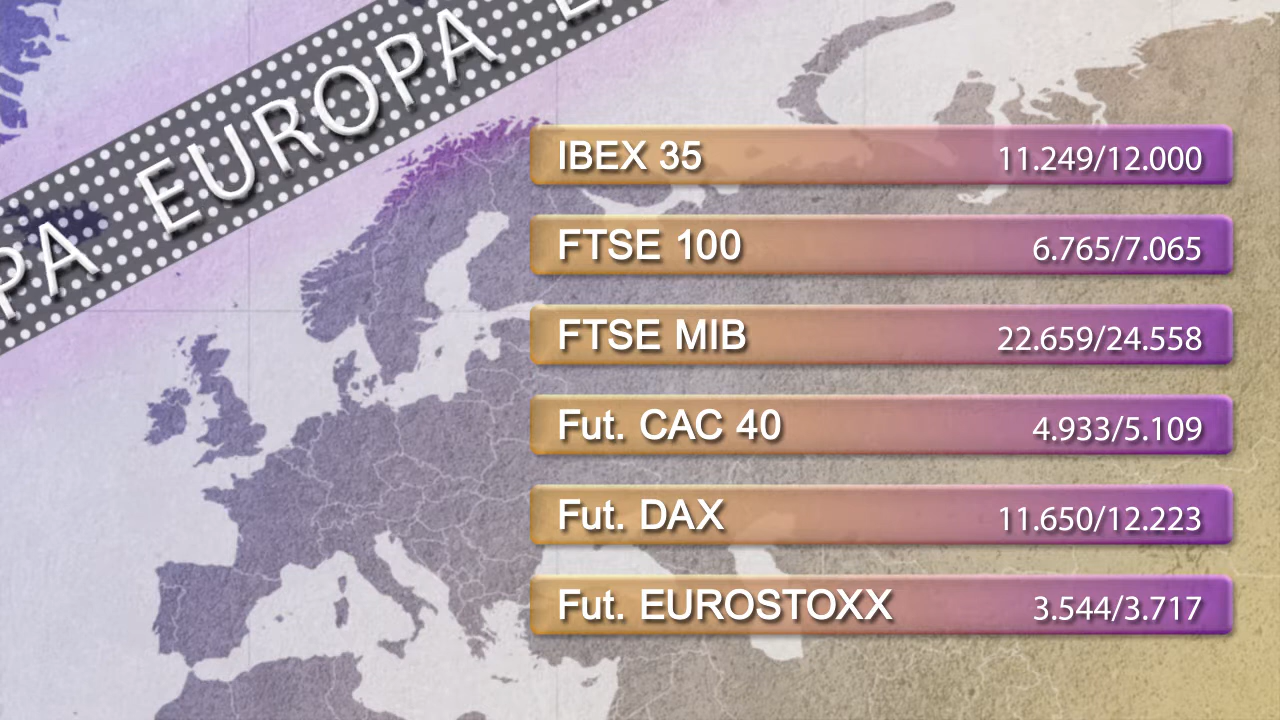 PA EUROPA E
IBEX 35 11.249/12.000
FTSE 100 6.765/7.065
FTSE MIB 22.659/24.558
Fut. CAC 40 4.933/5.109
Fut. DAX 11.650/12.223
Fut. EUROSTOXX 3.544/3.717